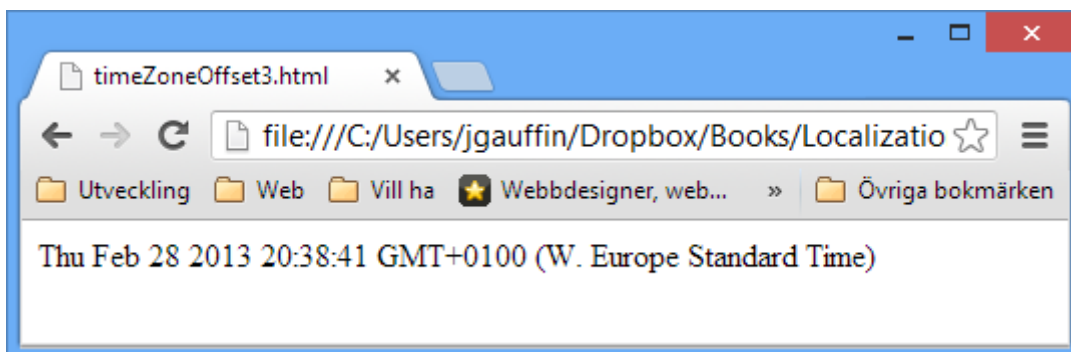 timeZoneOffset3.html
file:///C:/Users/jgauffin/Dropbox/Books/Localizatio
Utveckling Web Vill ha Webbdesigner, web... » Övriga bokmärken
Thu Feb 28 2013 20:38:41 GMT+0100 (W. Europe Standard Time)